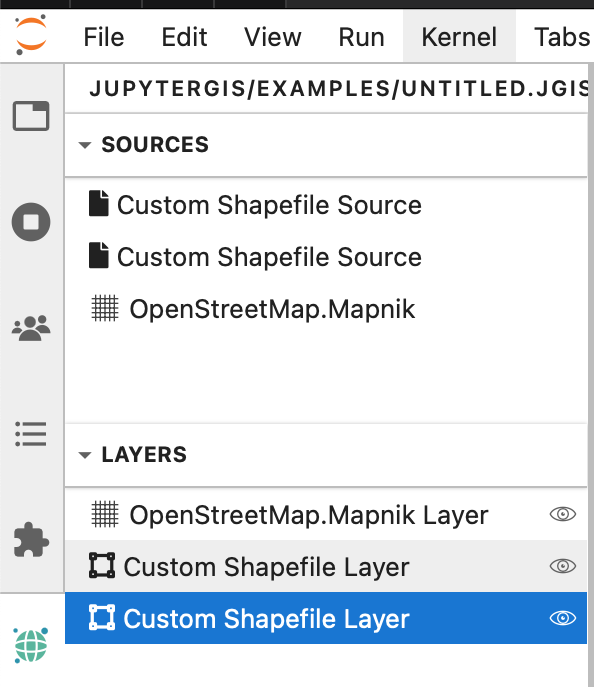 File Edit View Run Kernel Tabs
JUPYTERGIS/EXAMPLES/UNTITLED.JGIS
SOURCES
Custom Shapefile Source
Custom Shapefile Source
OpenStreetMap.Mapnik
LAYERS
OpenStreetMap.Mapnik Layer
Custom Shapefile Layer
Custom Shapefile Layer